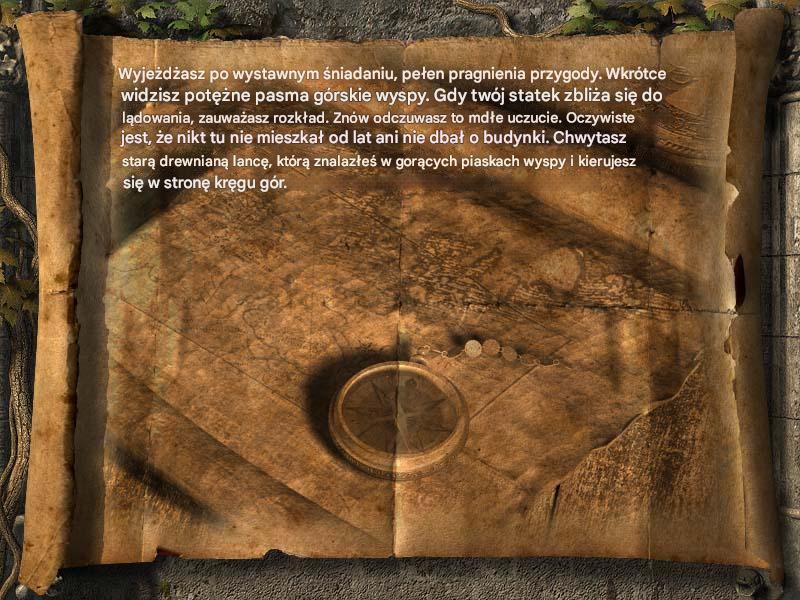 Wyjeżdżasz po wystawnym śniadaniu, pełen pragnienia przygody. Wkrótce
widzisz potężne pasma górskie wyspy. Gdy twój statek zbliża się do
lądowania, zauważasz rozkład. Znów odczuwasz to mdłe uczucie. Oczywiste
jest, że nikt tu nie mieszkał od lat ani nie dbał o budynki. Chwytasz
starą drewnianą lancę, którą znalazłeś w gorących piaskach wyspy i kierujesz
się w stronę kręgu gór.